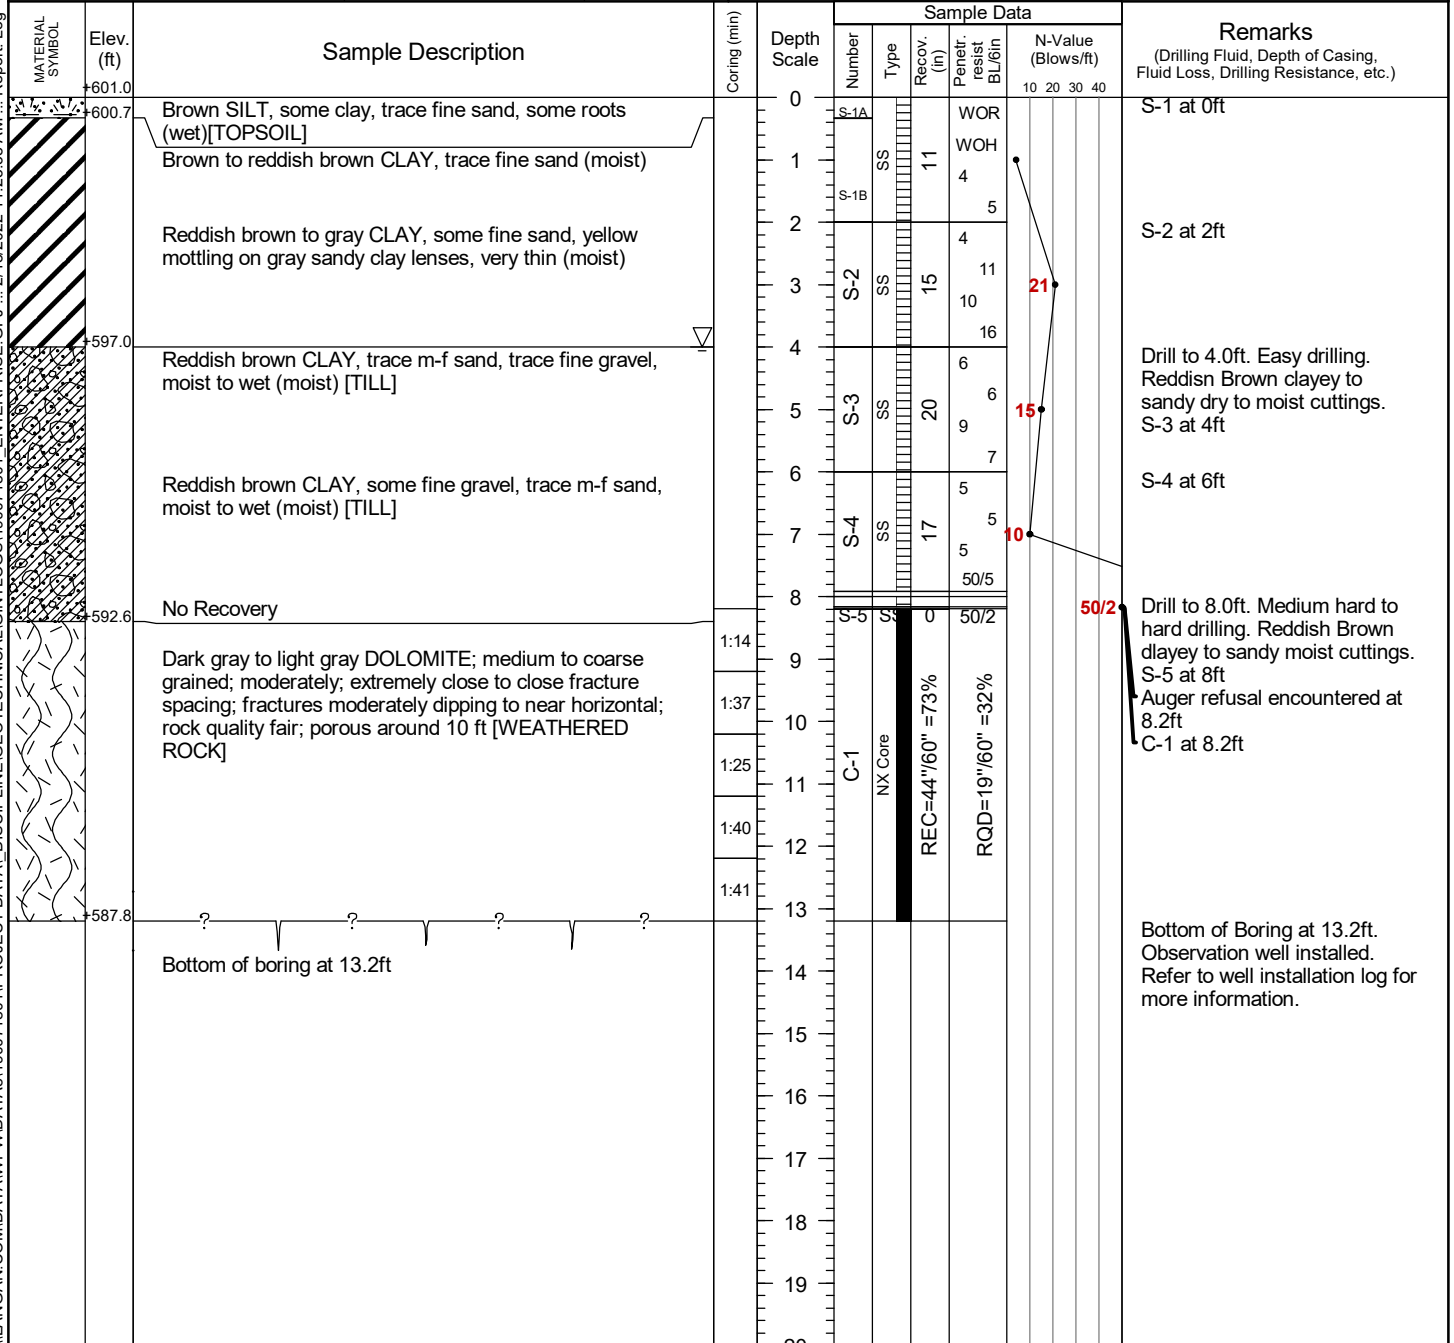 MATERIAL
SYMBOL
Elev.
(ft)
Sample Description
Coring (min)
Depth
Scale
Sample Data
Number
Type
Recov.
(in)
Penetr.
resist
BL/6in
N-Value
(Blows/ft)
10 20 30 40
Remarks
(Drilling Fluid, Depth of Casing,
Fluid Loss, Drilling Resistance, etc.)
+601.0
+600.7
Brown SILT, some clay, trace fine sand, some roots
(wet)[TOPSOIL]
Brown to reddish brown CLAY, trace fine sand (moist)
Reddish brown to gray CLAY, some fine sand, yellow
mottling on gray sandy clay lenses, very thin (moist)
+597.0
Reddish brown CLAY, trace m-f sand, trace fine gravel,
moist to wet (moist) [TILL]
Reddish brown CLAY, some fine gravel, trace m-f sand,
moist to wet (moist) [TILL]
No Recovery
+592.6
Dark gray to light gray DOLOMITE; medium to coarse
grained; moderately; extremely close to close fracture
spacing; fractures moderately dipping to near horizontal;
rock quality fair; porous around 10 ft [WEATHERED
ROCK]
+587.8
? ? ? ?
Bottom of boring at 13.2ft
1:14
1:37
1:25
1:40
1:41
0
1
2
3
4
5
6
7
8
9
10
11
12
13
14
15
16
17
18
19
S-1A
S-1B
SS
11
WOR
WOH
4
5
S-2
SS
15
4
11
10
16
21
S-3
SS
20
6
6
9
7
15
S-4
SS
17
5
5
5
50/5
10
S-5
SS
0
50/2
50/2
C-1
NX Core
REC=44"/60" =73%
RQD=19"/60" =32%
S-1 at 0ft
S-2 at 2ft
Drill to 4.0ft. Easy drilling.
Reddisn Brown clayey to
sandy dry to moist cuttings.
S-3 at 4ft
S-4 at 6ft
Drill to 8.0ft. Medium hard to
hard drilling. Reddish Brown
dlayey to sandy moist cuttings.
S-5 at 8ft
Auger refusal encountered at
8.2ft
C-1 at 8.2ft
Bottom of Boring at 13.2ft.
Observation well installed.
Refer to well installation log for
more information.